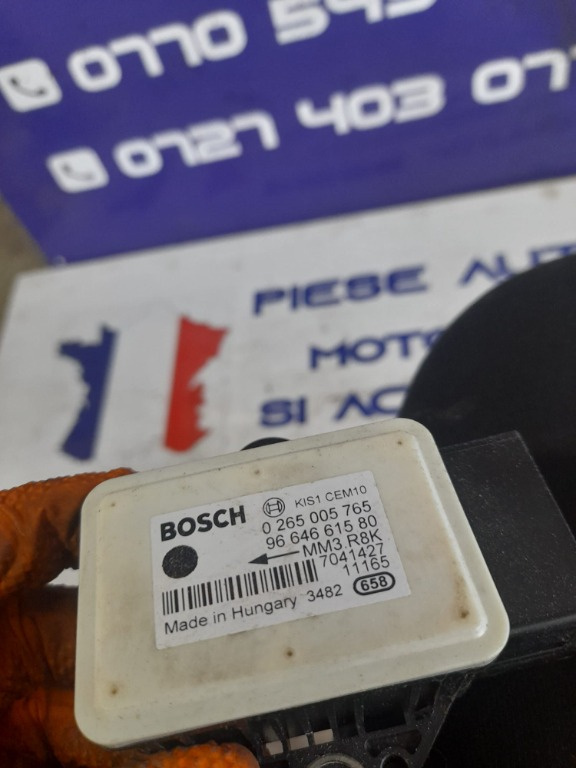 0770 545
0727 403 07
PIESE AUT
MOTO
SI AC
BOSCH KIS1 CEM10
0 265 005 765
96 646 615 80
MM3.R8K
7041427
11165
Made in Hungary 3482 658